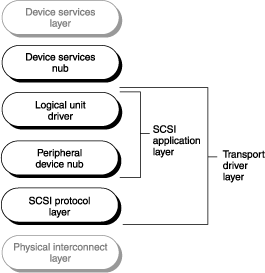 Device services
layer
Device services
nub
Logical unit
driver
Peripheral
device nub
SCSI protocol
layer
Physical interconnect
layer
SCSI
application
layer
Transport
driver
layer